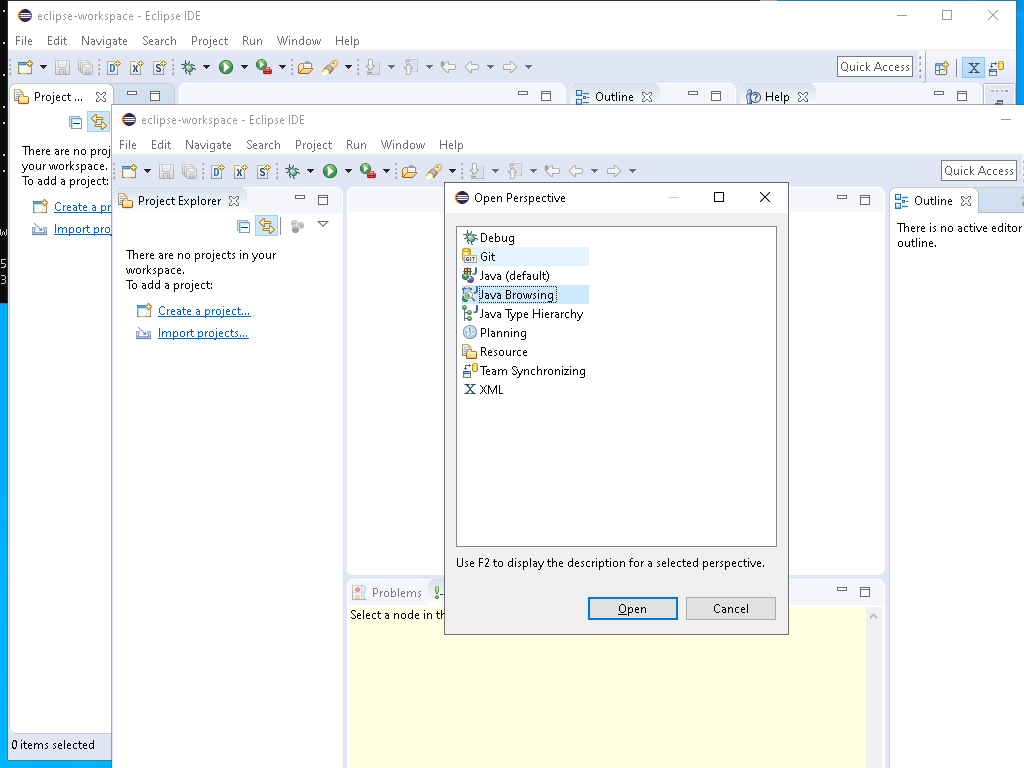 eclipse-workspace - Eclipse IDE
File Edit Navigate Search Project Run Window Help
Quick Access
Project ...
Outline
Help
There are no proj
your workspace.
To add a project:
Create a pr
Import pro
0 items selected
eclipse-workspace - Eclipse IDE
File Edit Navigate Search Project Run Window Help
Quick Access
Project Explorer
There are no projects in your
workspace.
To add a project:
Create a project...
Import projects...
Outline
There is no active editor
outline.
Problems
Select a node in th
Open Perspective
Debug
Git
Java (default)
Java Browsing
Java Type Hierarchy
Planning
Resource
Team Synchronizing
XML
Use F2 to display the description for a selected perspective.
Open
Cancel